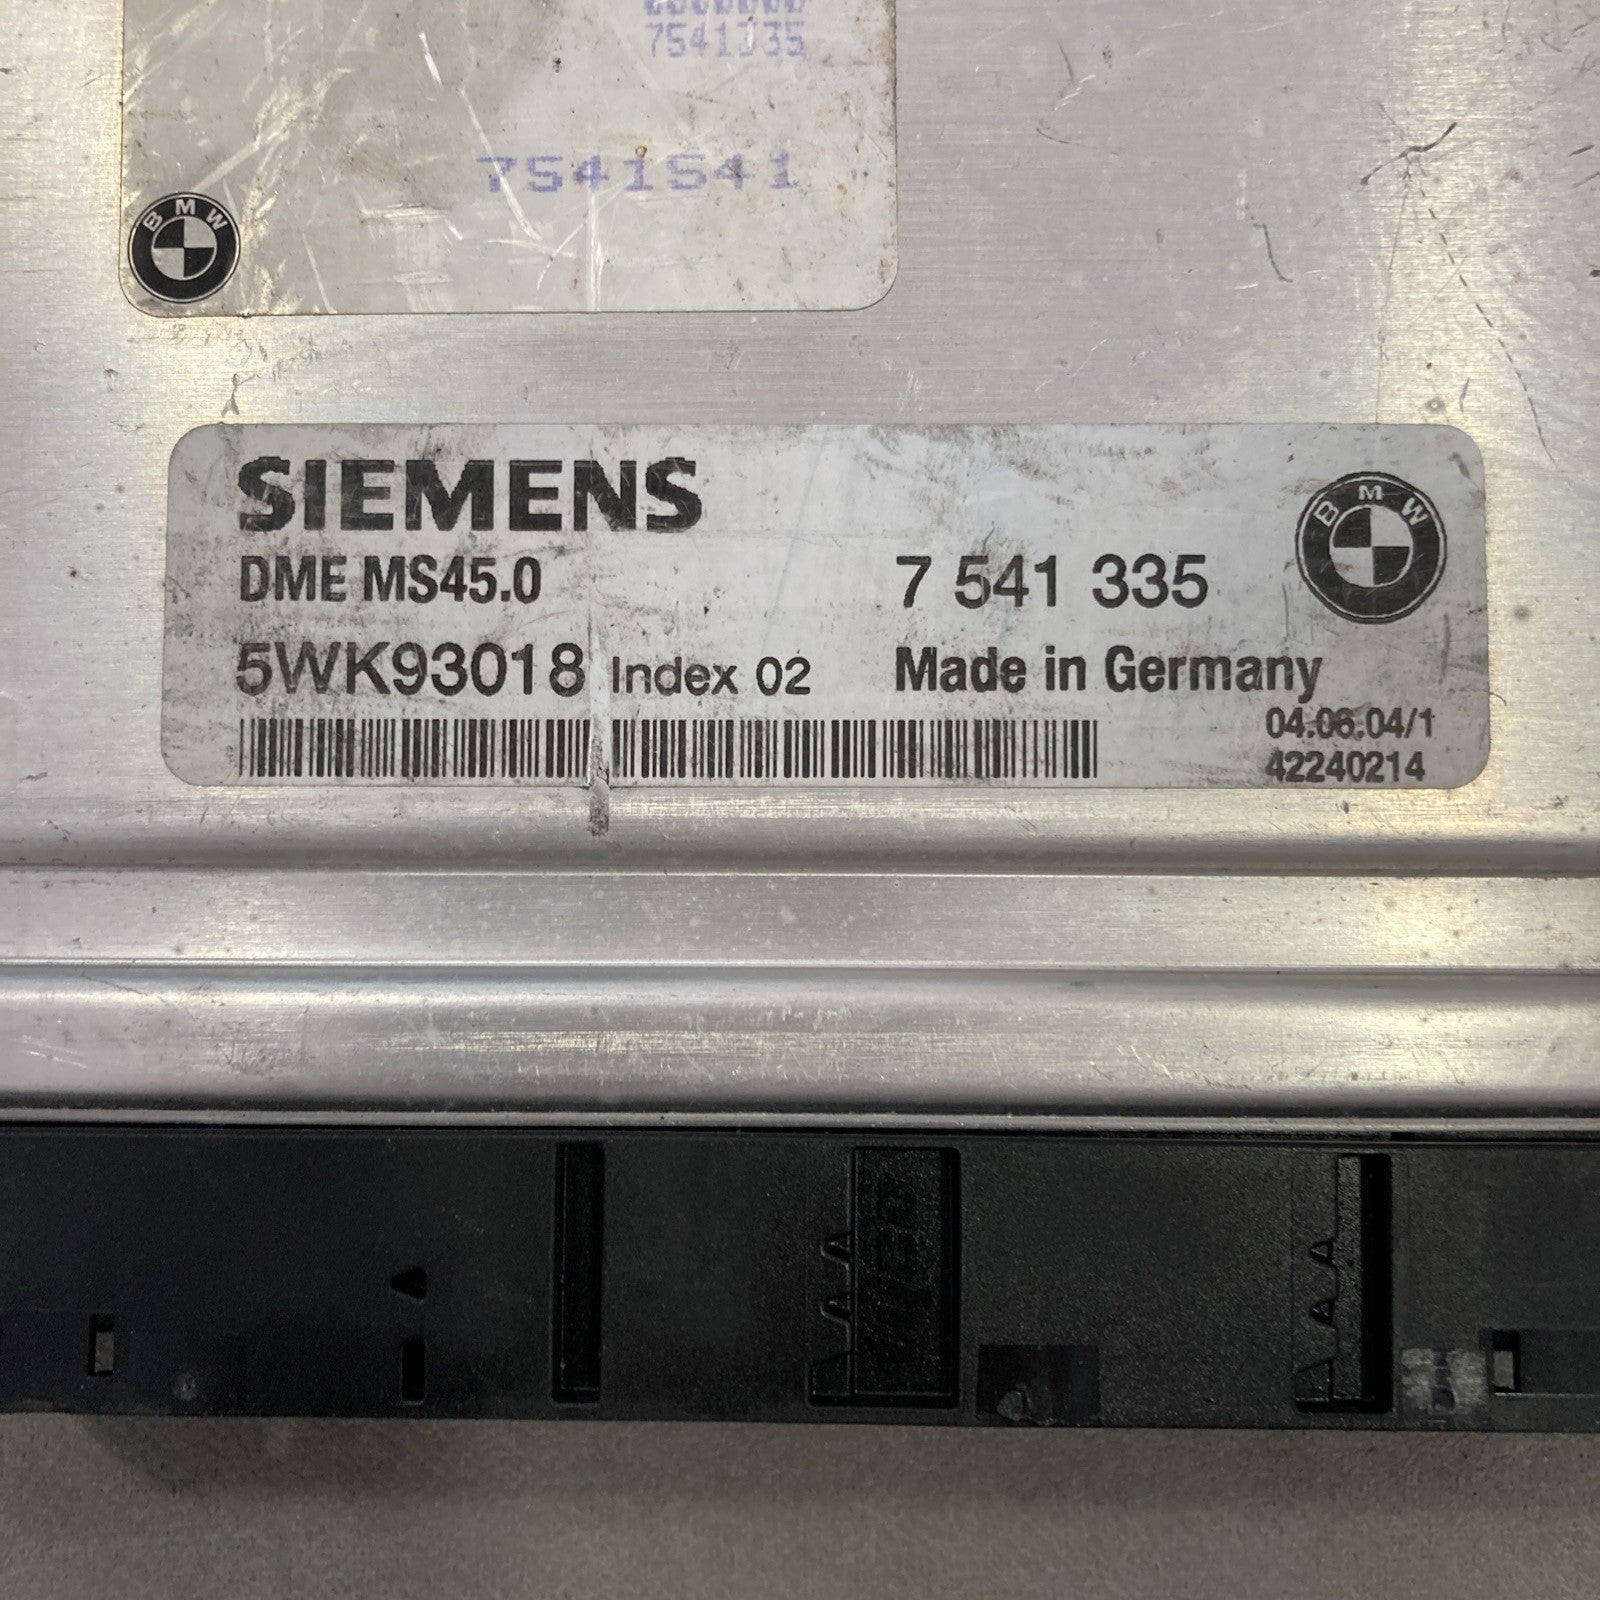 7541335
7541541
BMW
SIEMENS
BMW
DME MS45.0
7 541 335
5WK93018 Index 02
Made in Germany
04.06.04/1
42240214